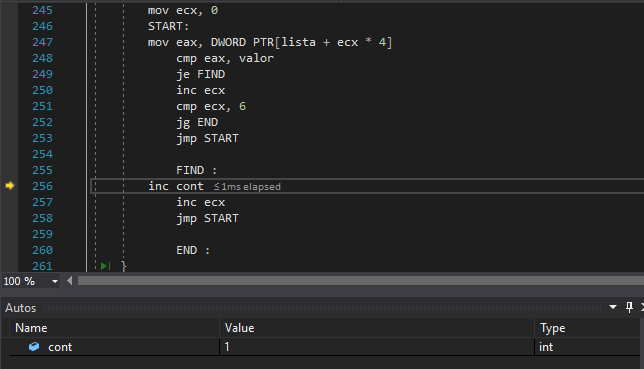 245 mov ecx, 0
246 START:
247 mov eax, DWORD PTR[lista + ecx * 4]
248 cmp eax, valor
249 je FIND
250 inc ecx
251 cmp ecx, 6
252 jg END
253 jmp START
254
255 FIND :
256 inc cont ≤1ms elapsed
257 inc ecx
258 jmp START
259
260 END :
261 }
100 %
Autos
Name Value Type
cont 1 int